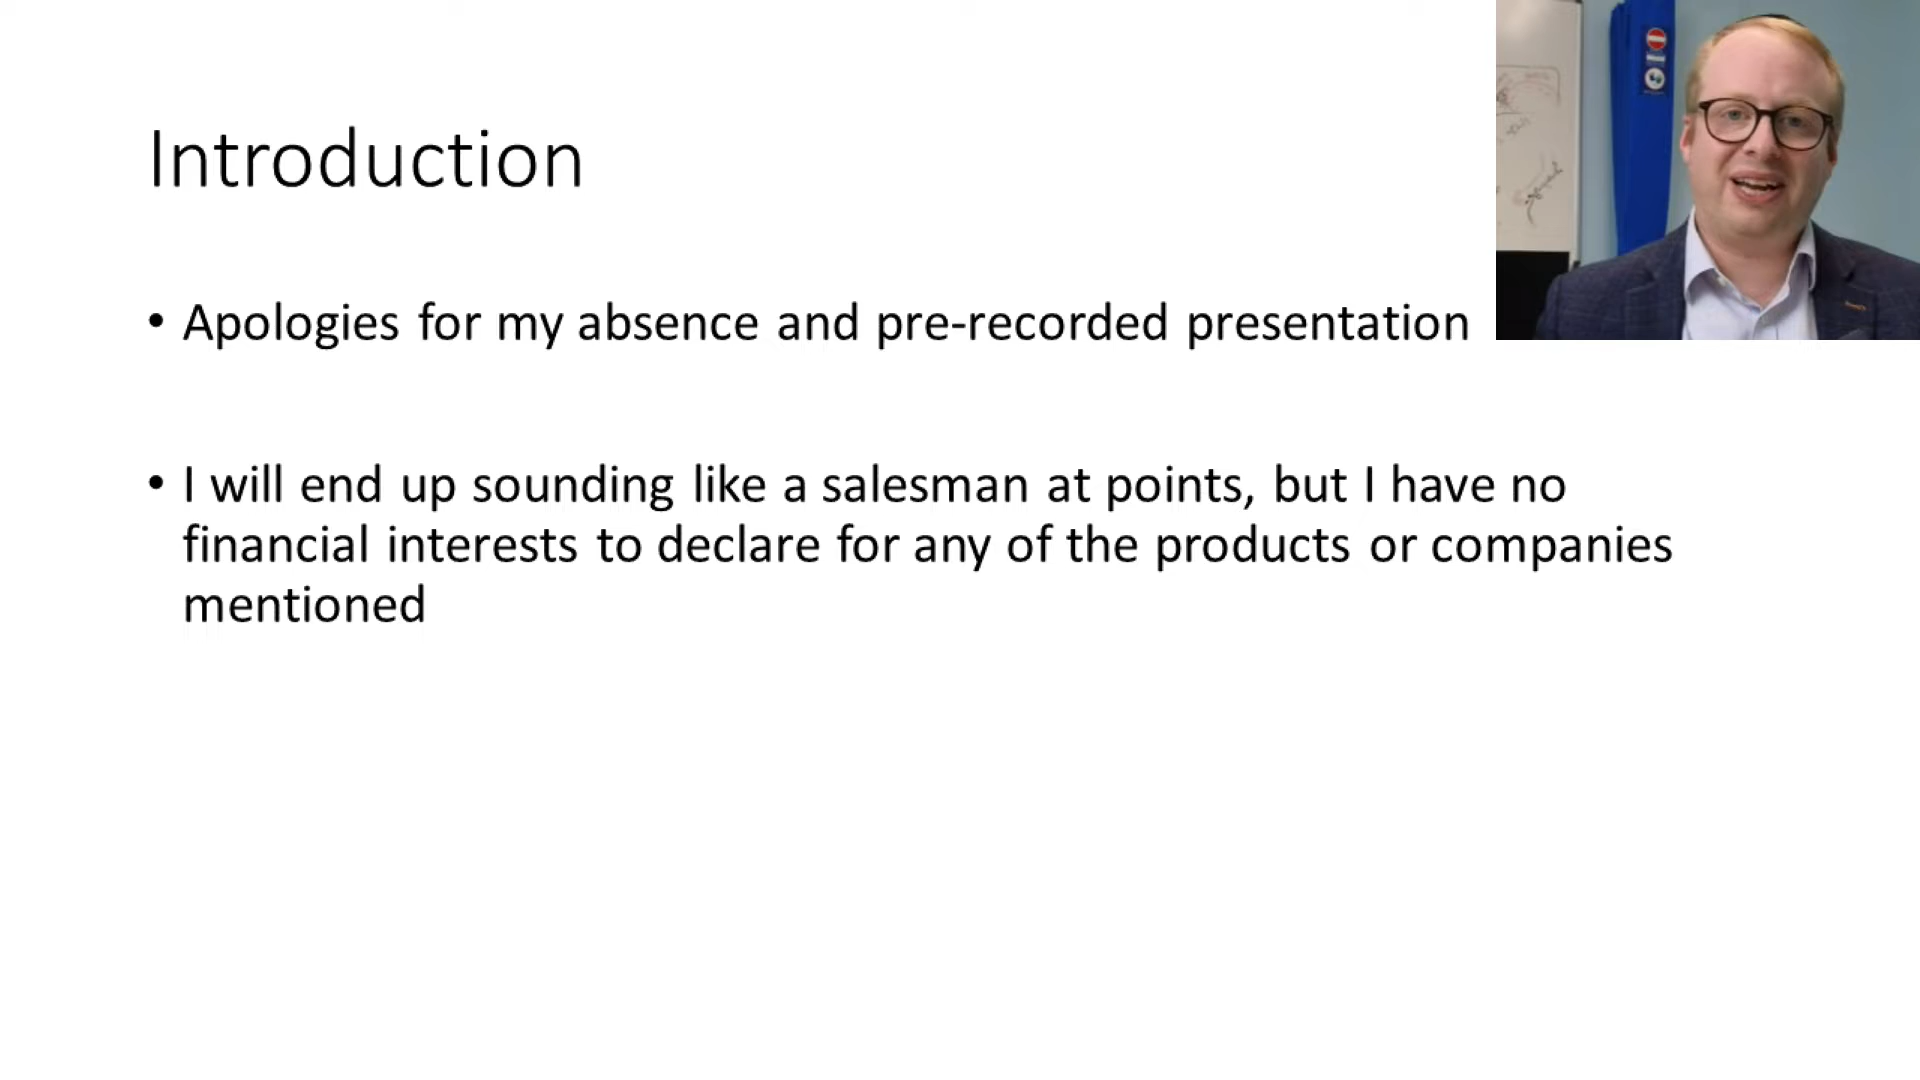 Introduction
• Apologies for my absence and pre-recorded presentation
• I will end up sounding like a salesman at points, but I have no
financial interests to declare for any of the products or companies
mentioned